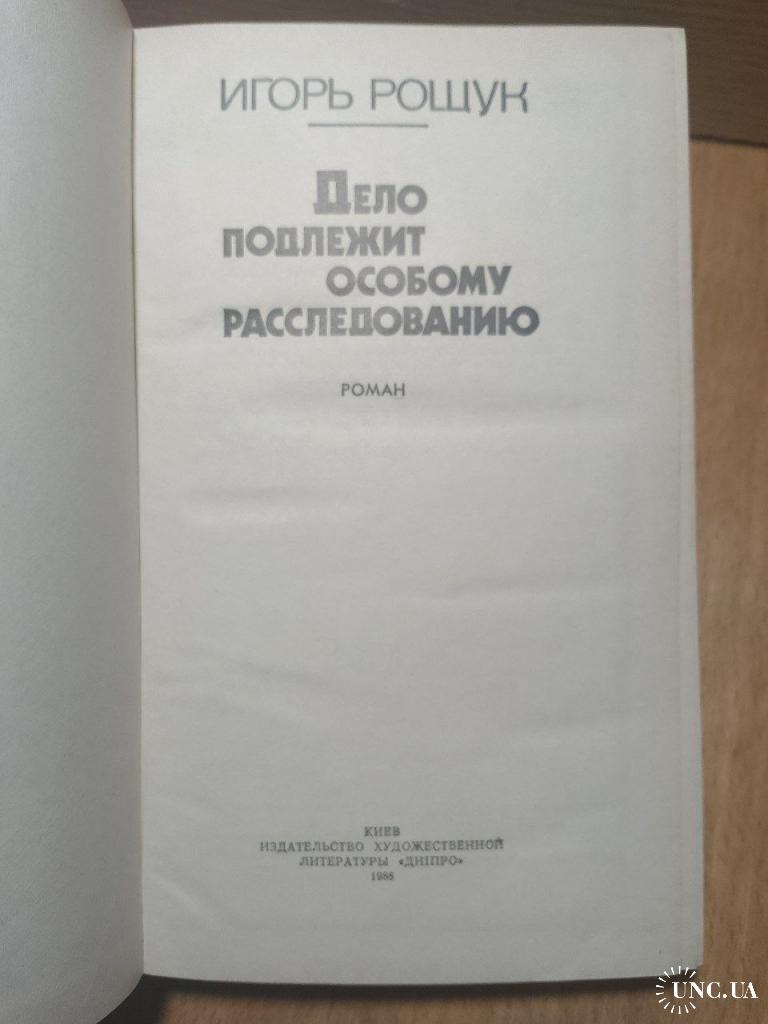 ИГОРЬ РОЩУК
ДЕЛО
ПОДЛЕЖИТ
ОСОБОМУ
РАССЛЕДОВАНИЮ
РОМАН
КИЕВ
ИЗДАТЕЛЬСТВО ХУДОЖЕСТВЕННОЙ
ЛИТЕРАТУРЫ «ДНІПРО»
1988
UNC.UA